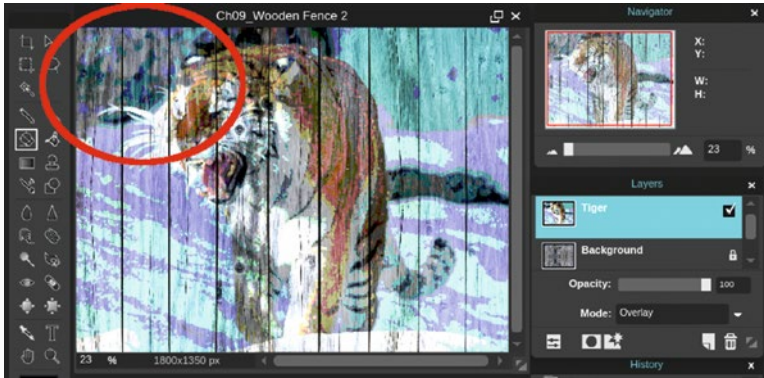 Ch09_Wooden Fence 2
23 %
1800x1350 px
Navigator
X:
Y:
W:
H:
23 %
Layers
Tiger
Background
Opacity: 100
Mode: Overlay
History